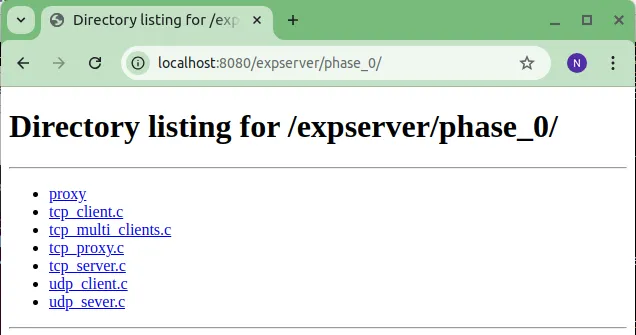 Directory listing for /exp
localhost:8080/expserver/phase_0/
N
Directory listing for /expserver/phase_0/
proxy
tcp_client.c
tcp_multi_clients.c
tcp_proxy.c
tcp_server.c
udp_client.c
udp_sever.c